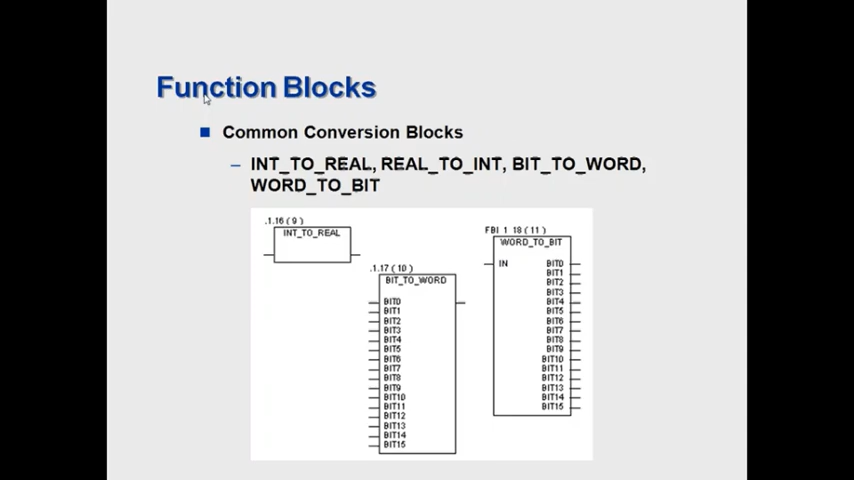 Function Blocks
Common Conversion Blocks
– INT_TO_REAL, REAL_TO_INT, BIT_TO_WORD,
WORD_TO_BIT
.1.16 ( 9 )
INT_TO_REAL
.1.17 ( 10 )
BIT_TO_WORD
BIT0
BIT1
BIT2
BIT3
BIT4
BIT5
BIT6
BIT7
BIT8
BIT9
BIT10
BIT11
BIT12
BIT13
BIT14
BIT15
FBI 1 18 ( 11 )
WORD_TO_BIT
IN BIT0
BIT1
BIT2
BIT3
BIT4
BIT5
BIT6
BIT7
BIT8
BIT9
BIT10
BIT11
BIT12
BIT13
BIT14
BIT15